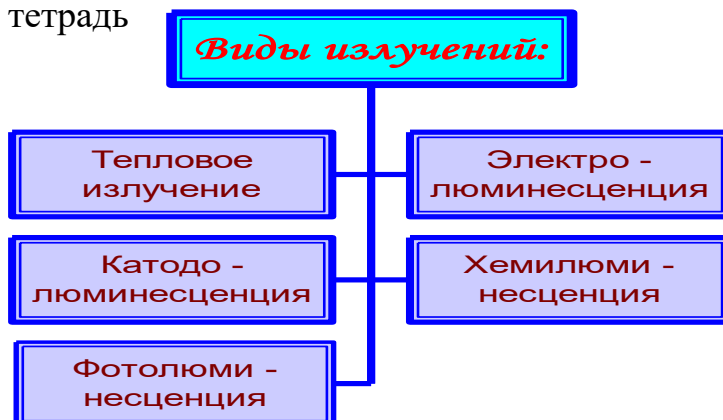 тетрадь
Виды излучений:
Тепловое
излучение
Электро -
люминесценция
Катодо -
люминесценция
Хемилюми -
несценция
Фотолюми -
несценция